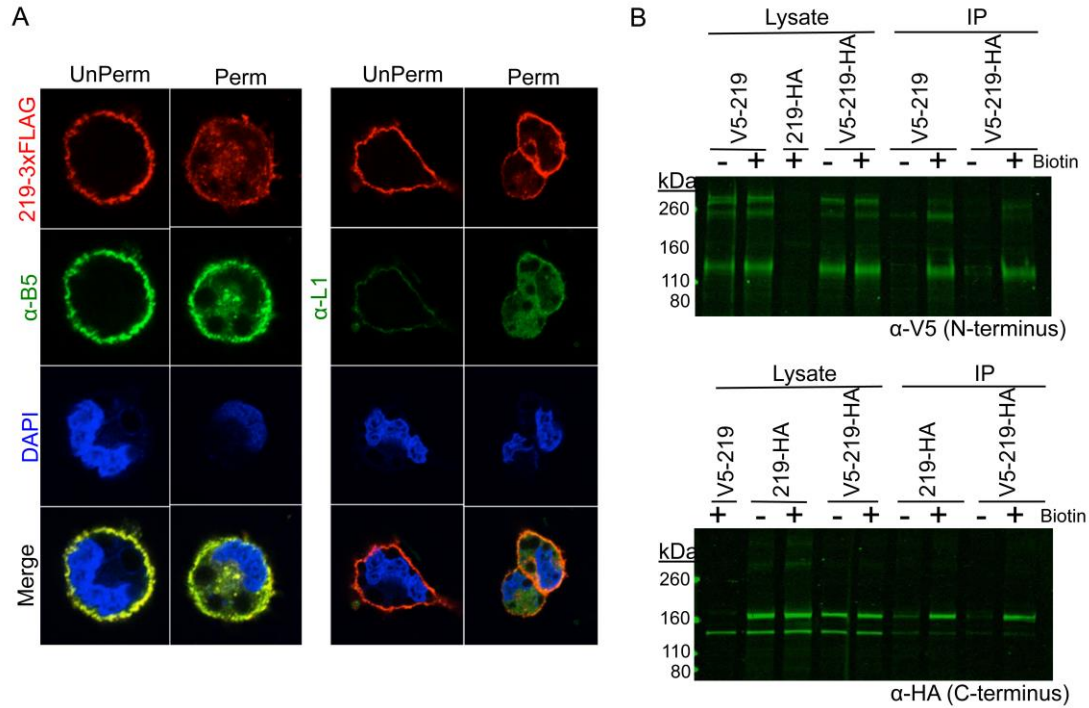 A
UnPerm Perm UnPerm Perm
219-3xFLAG
α-B5
α-L1
DAPI
Merge
B
Lysate IP
V5-219 219-HA V5-219-HA V5-219 V5-219-HA
- + + - + - + - + Biotin
kDa
260
160
110
80
α-V5 (N-terminus)
Lysate IP
V5-219 219-HA V5-219-HA 219-HA V5-219-HA
+ - + - + - + - + Biotin
kDa
260
160
110
80
α-HA (C-terminus)